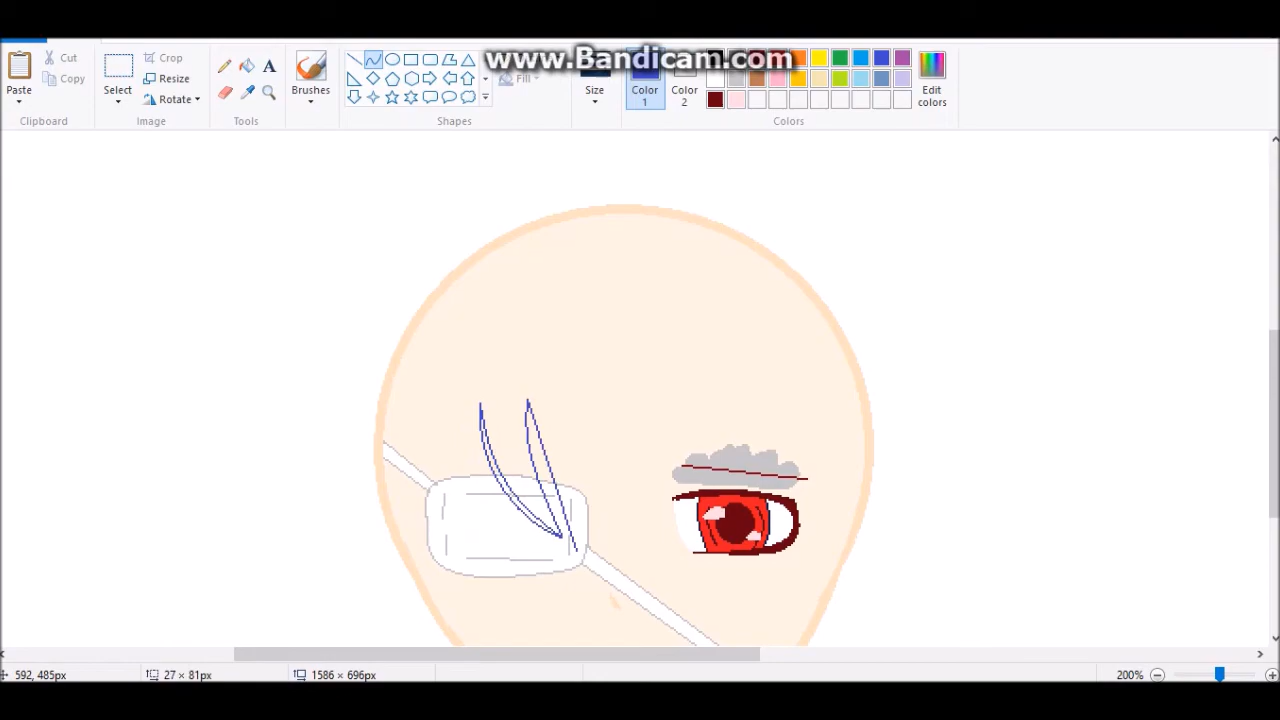 www.Bandicam.com
Cut
Copy
Paste
Clipboard
Crop
Resize
Rotate
Select
Image
A
Tools
Brushes
Fill
Shapes
Size
Color 1
Color 2
Edit colors
Colors
592, 485px
27 × 81px
1586 × 696px
200%